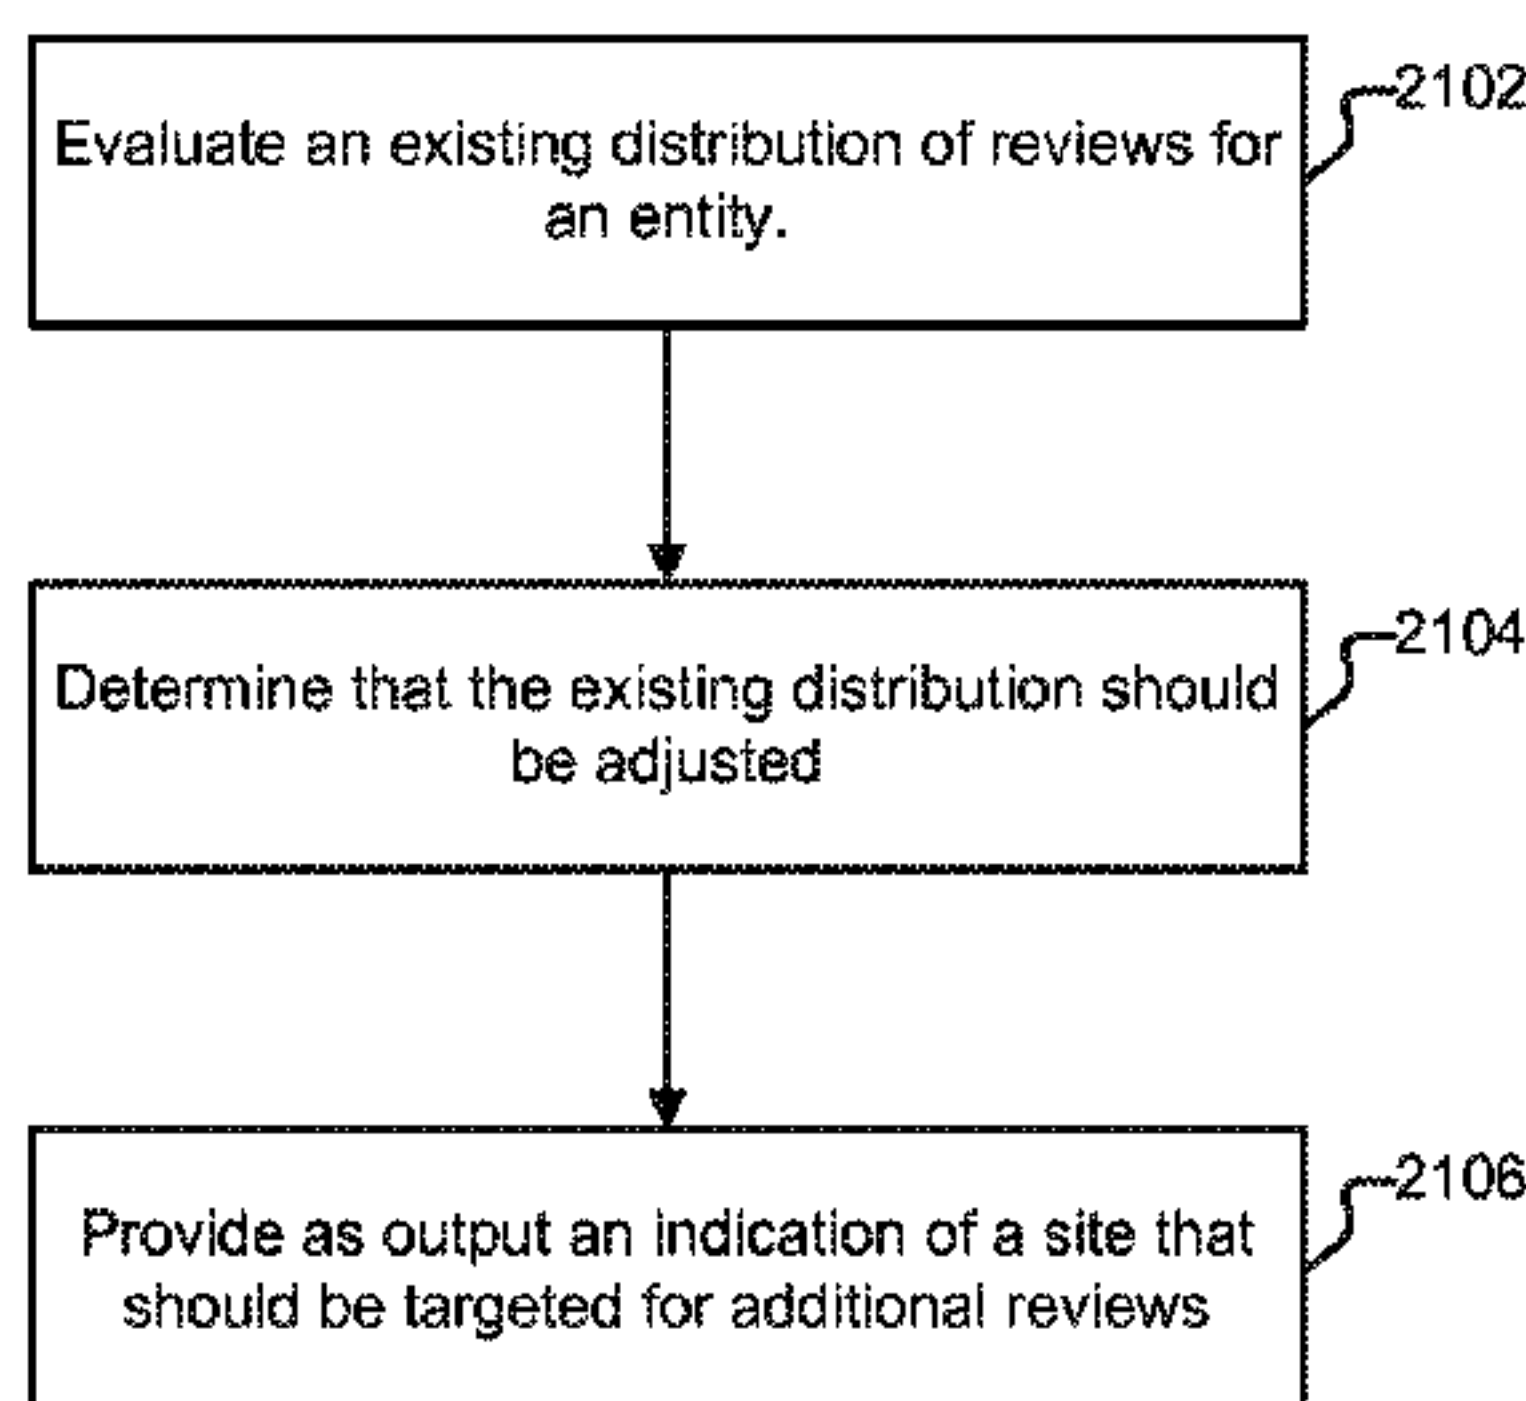 2102
Evaluate an existing distribution of reviews for
an entity.
2104
Determine that the existing distribution should
be adjusted
2106
Provide as output an indication of a site that
should be targeted for additional reviews